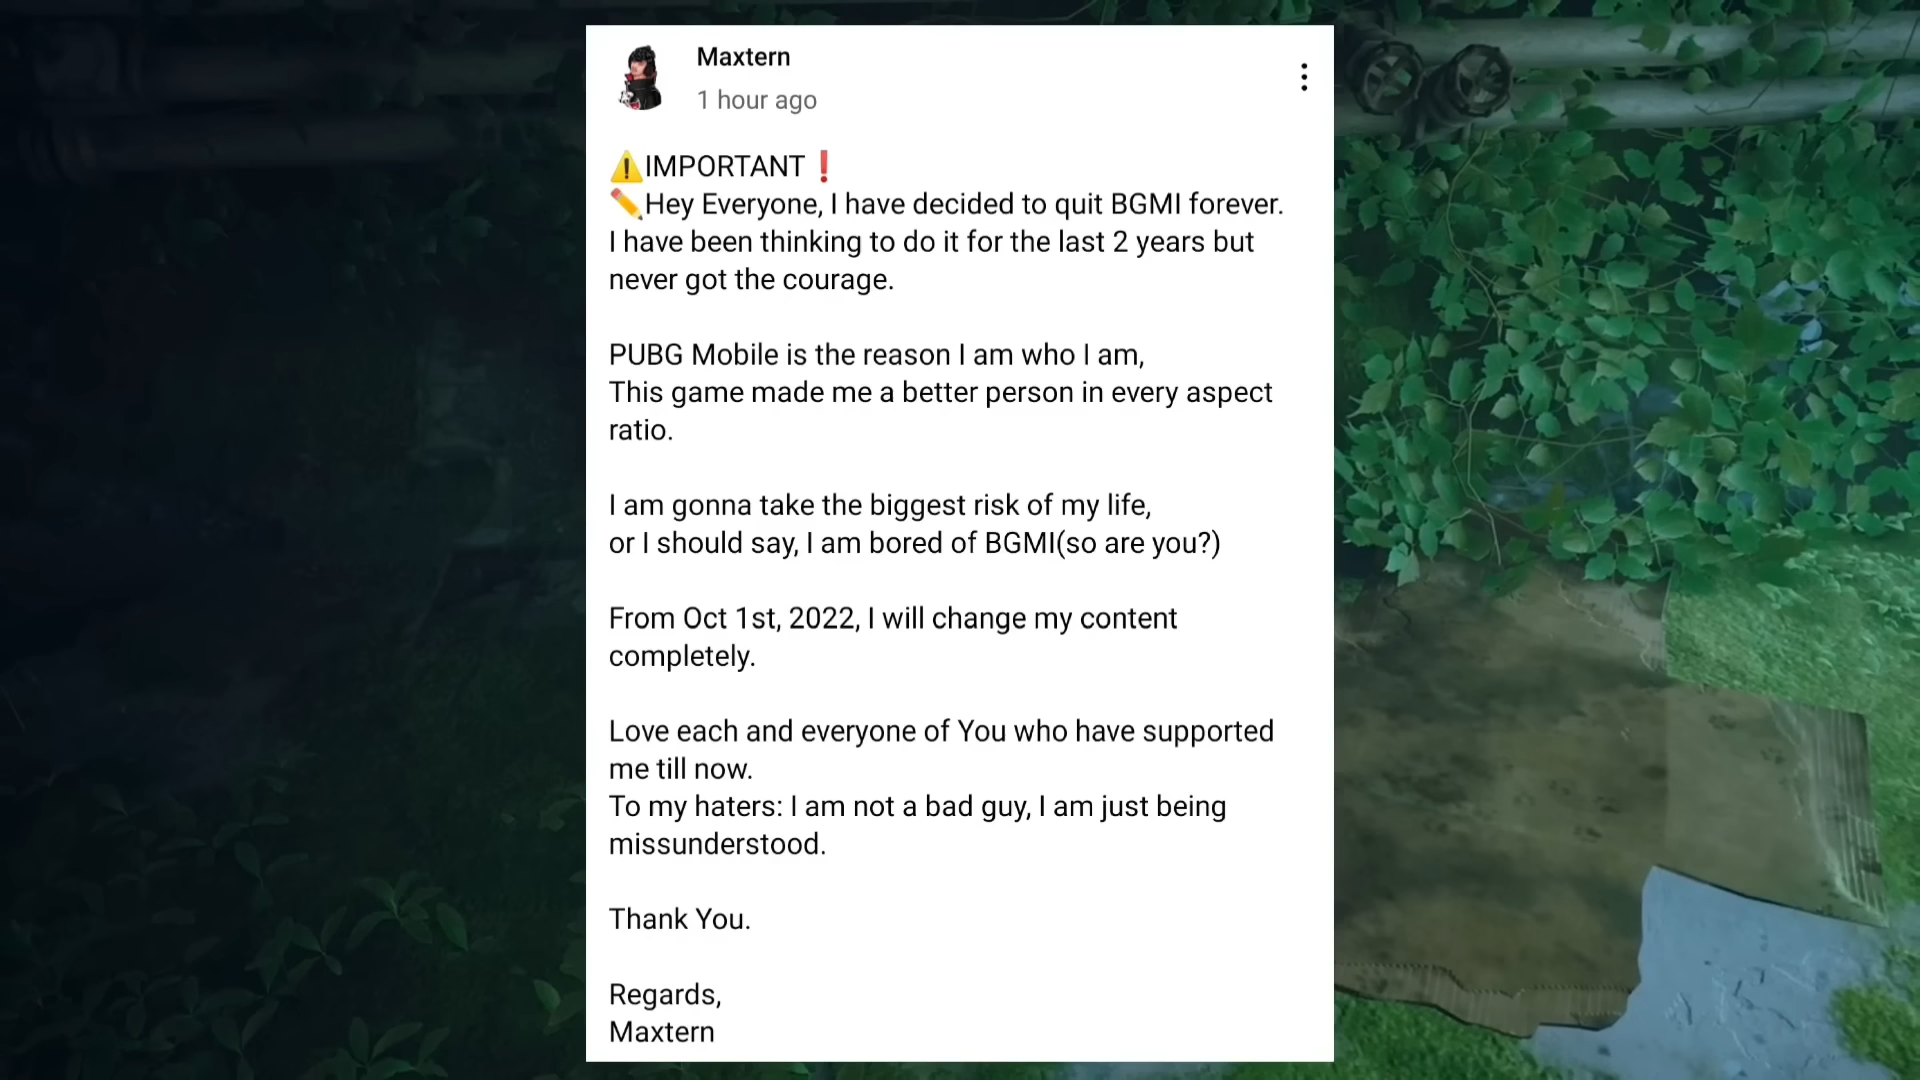 Maxtern
1 hour ago
⚠️IMPORTANT❗
✏️Hey Everyone, I have decided to quit BGMI forever.
I have been thinking to do it for the last 2 years but
never got the courage.
PUBG Mobile is the reason I am who I am,
This game made me a better person in every aspect
ratio.
I am gonna take the biggest risk of my life,
or I should say, I am bored of BGMI(so are you?)
From Oct 1st, 2022, I will change my content
completely.
Love each and everyone of You who have supported
me till now.
To my haters: I am not a bad guy, I am just being
missunderstood.
Thank You.
Regards,
Maxtern